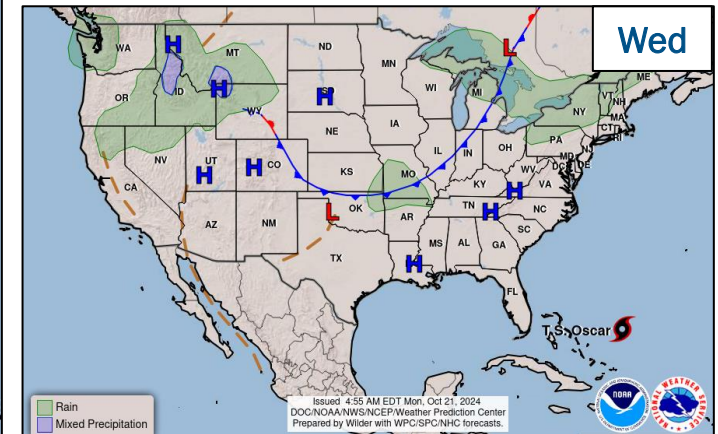 Wed
WA
MT
ND
MN
OR
ID
WY
SD
WI
MI
NY
VT
NH
ME
MA
CT
RI
NE
IA
PA
NJ
NV
UT
CO
KS
MO
IL
IN
OH
WV
MD
DE
DC
VA
KY
CA
AZ
NM
OK
AR
TN
NC
SC
TX
MS
AL
GA
FL
H
H
H
H
H
H
H
H
L
L
T.S. Oscar
Rain
Mixed Precipitation
Issued 4:55 AM EDT Mon, Oct 21, 2024
DOC/NOAA/NWS/NCEP/Weather Prediction Center
Prepared by Wilder with WPC/SPC/NHC forecasts.
NOAA
NATIONAL WEATHER SERVICE